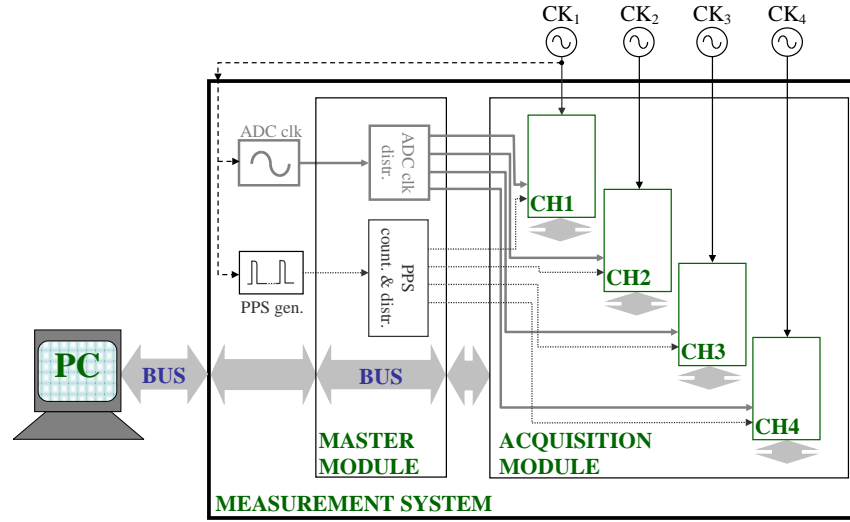 CK1
CK2
CK3
CK4
ADC clk
ADC clk
distr.
CH1
CH2
CH3
CH4
PPS gen.
PPS
count. & distr.
PC
BUS
BUS
MASTER
MODULE
ACQUISITION
MODULE
MEASUREMENT SYSTEM